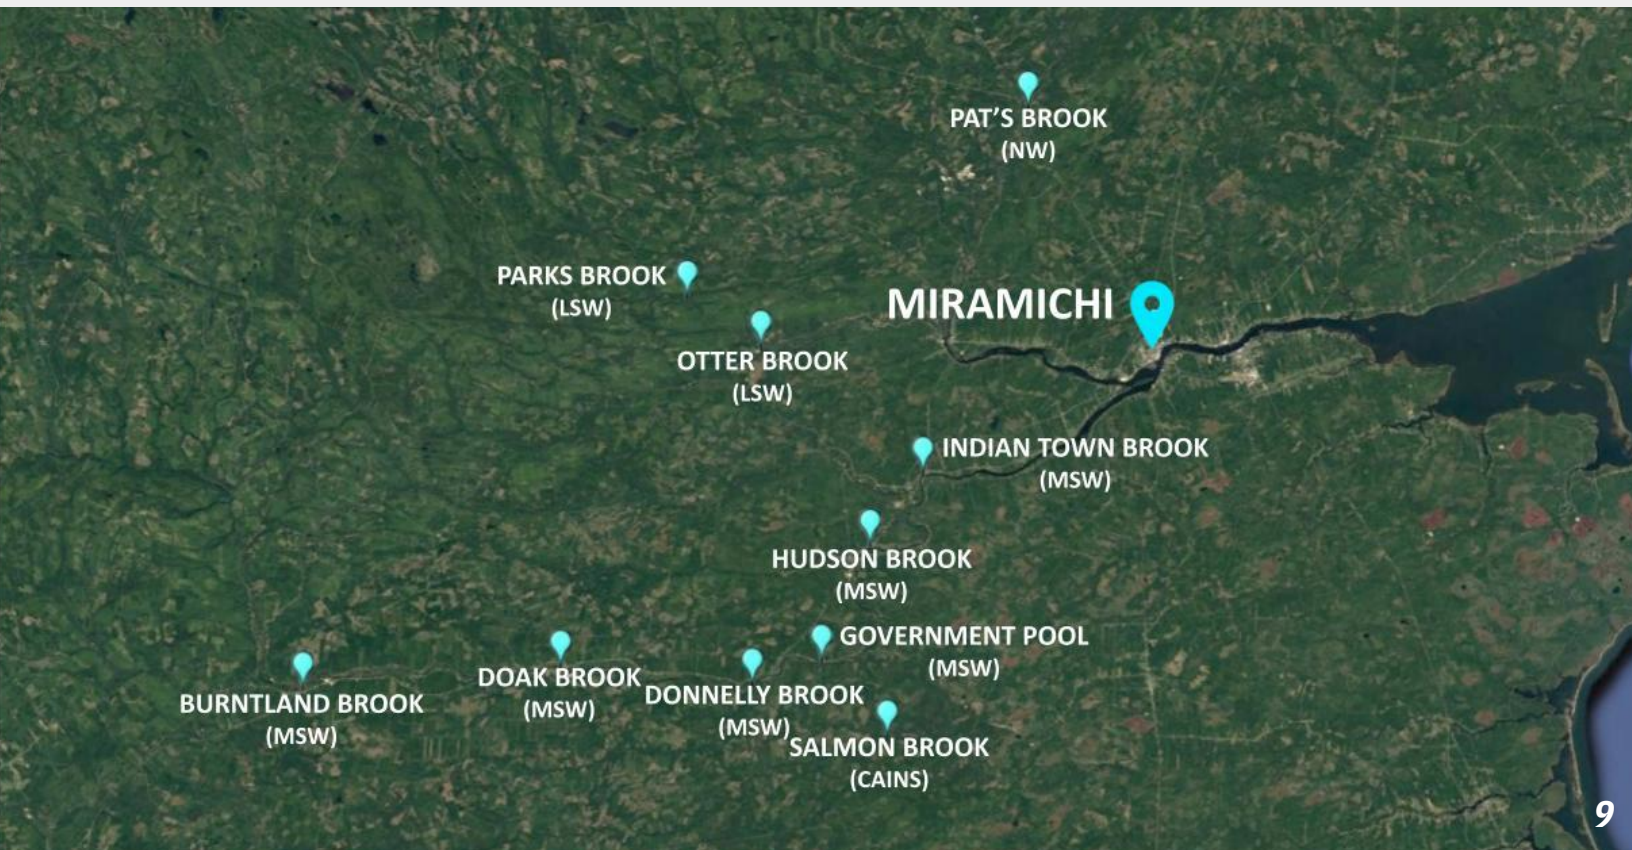 PAT'S BROOK
(NW)
PARKS BROOK
(LSW)
MIRAMICHI
OTTER BROOK
(LSW)
INDIAN TOWN BROOK
(MSW)
HUDSON BROOK
(MSW)
GOVERNMENT POOL
(MSW)
DOAK BROOK
(MSW)
DONNELLY BROOK
(MSW)
BURNTLAND BROOK
(MSW)
SALMON BROOK
(CAINS)
9